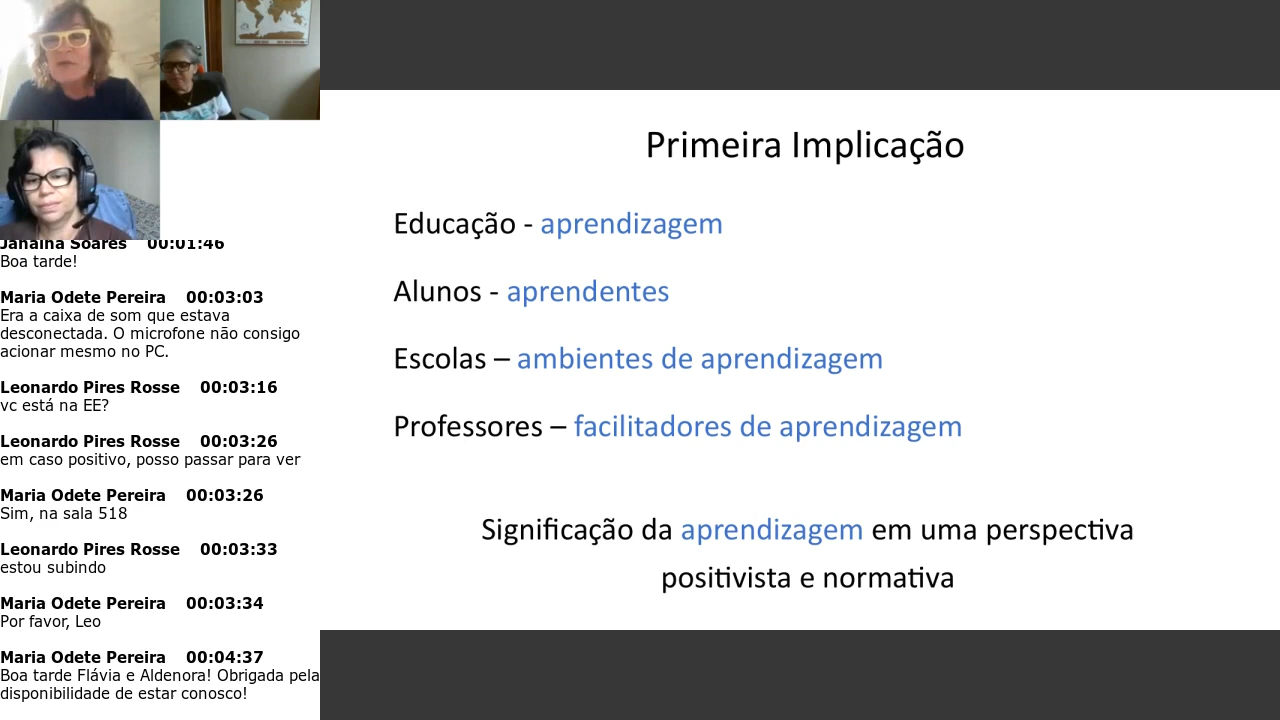 Janaina Soares 00:01:46
Boa tarde!
Maria Odete Pereira 00:03:03
Era a caixa de som que estava
desconectada. O microfone não consigo
acionar mesmo no PC.
Leonardo Pires Rosse 00:03:16
vc está na EE?
Leonardo Pires Rosse 00:03:26
em caso positivo, posso passar para ver
Maria Odete Pereira 00:03:26
Sim, na sala 518
Leonardo Pires Rosse 00:03:33
estou subindo
Maria Odete Pereira 00:03:34
Por favor, Leo
Maria Odete Pereira 00:04:37
Boa tarde Flávia e Aldenora! Obrigada pela
disponibilidade de estar conosco!
Primeira Implicação
Educação - aprendizagem
Alunos - aprendentes
Escolas – ambientes de aprendizagem
Professores – facilitadores de aprendizagem
Significação da aprendizagem em uma perspectiva
positivista e normativa